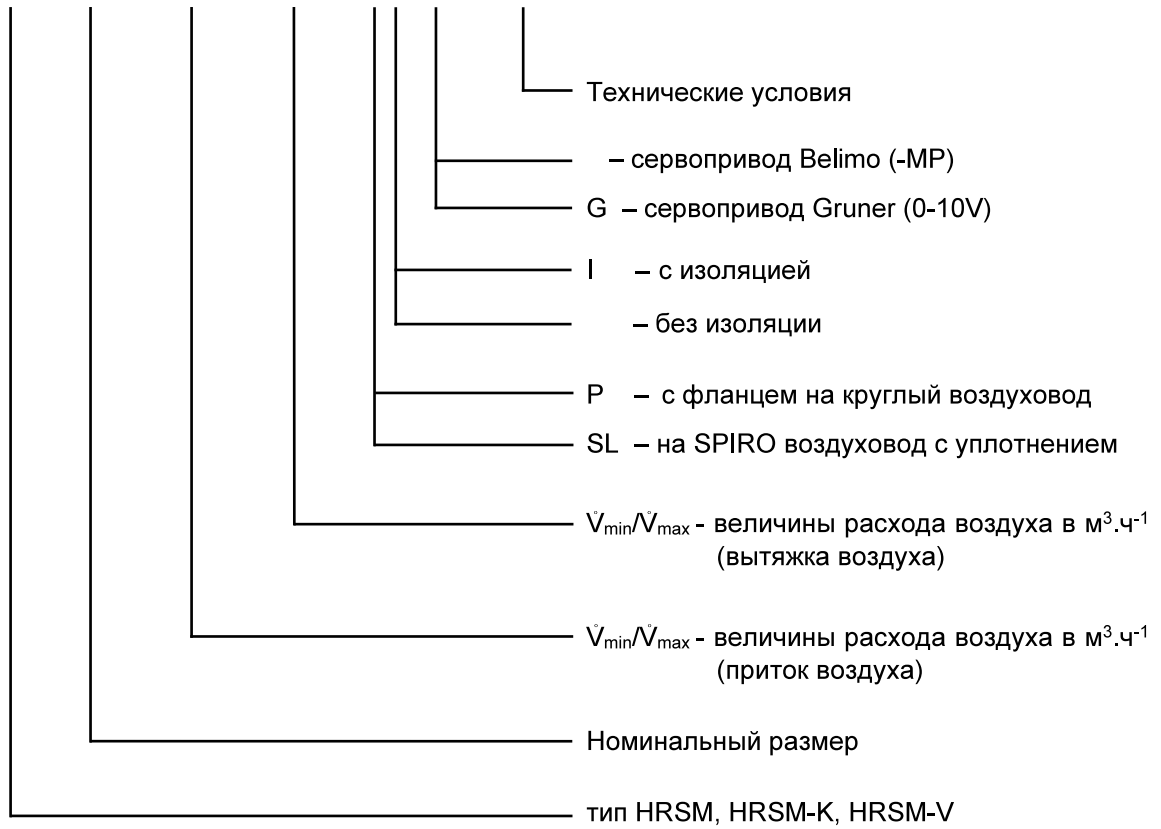 Технические условия
– сервопривод Belimo (-MP)
G – сервопривод Gruner (0-10V)
I – с изоляцией
– без изоляции
P – с фланцем на круглый воздуховод
SL – на SPIRO воздуховод с уплотнением
V̊min/V̊max - величины расхода воздуха в м³.ч⁻¹
(вытяжка воздуха)
V̊min/V̊max - величины расхода воздуха в м³.ч⁻¹
(приток воздуха)
Номинальный размер
тип HRSM, HRSM-K, HRSM-V